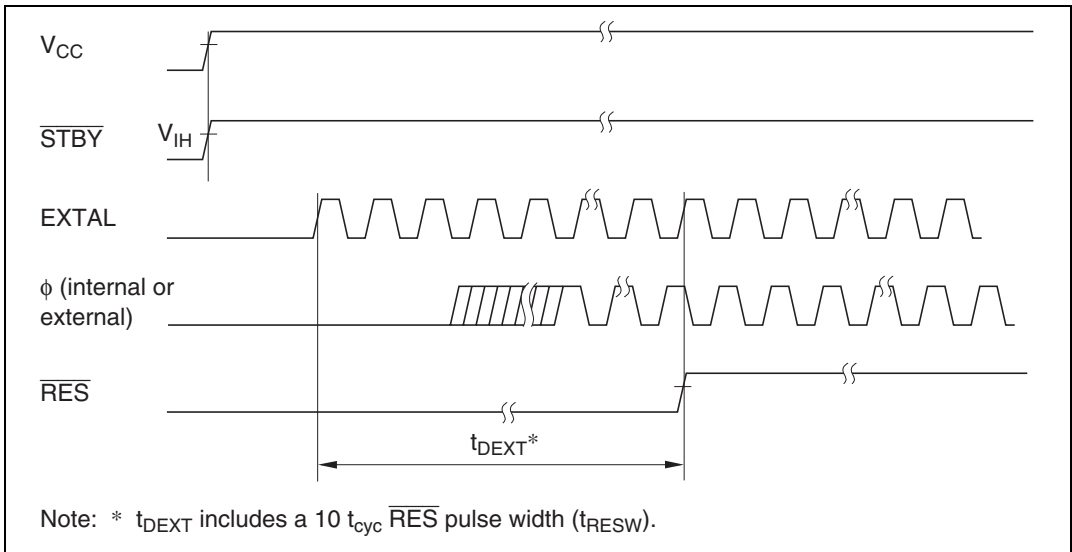 VCC
STBY VIH
EXTAL
ϕ (internal or
external)
RES
tDEXT*
Note: * tDEXT includes a 10 tcyc RES pulse width (tRESW).